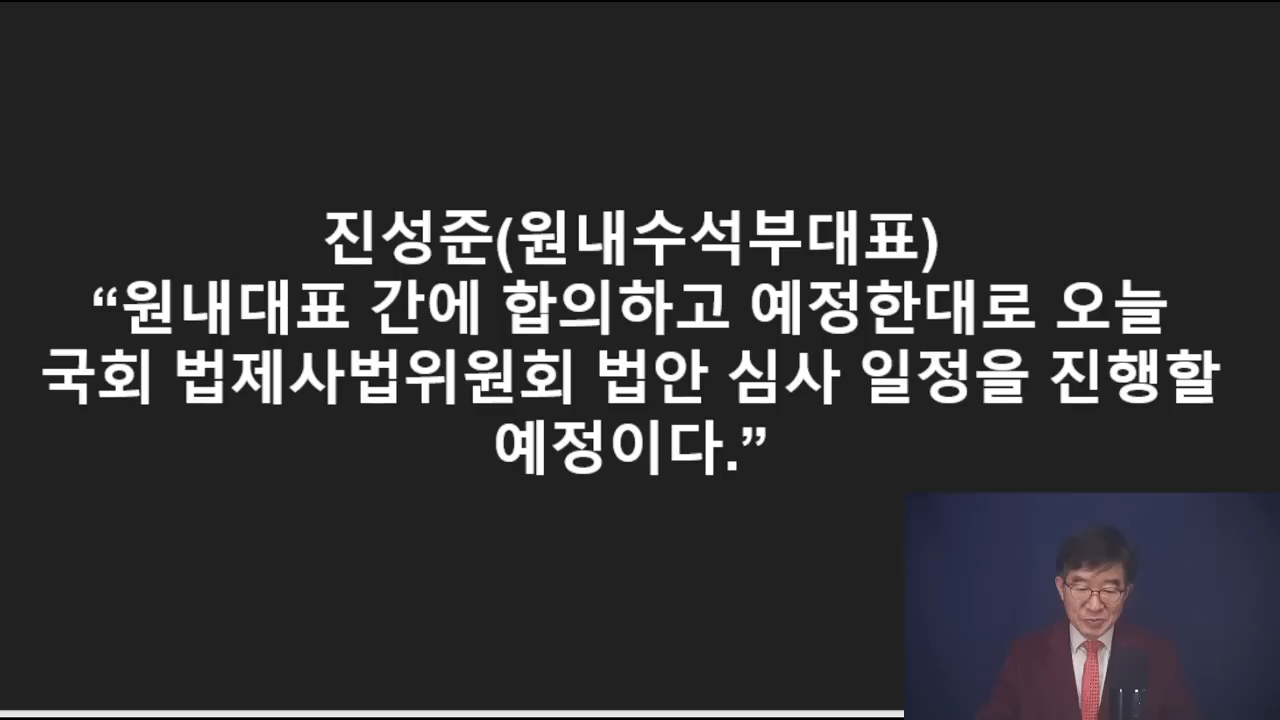 진성준(원내수석부대표)
“원내대표 간에 합의하고 예정한대로 오늘
국회 법제사법위원회 법안 심사 일정을 진행할
예정이다.”